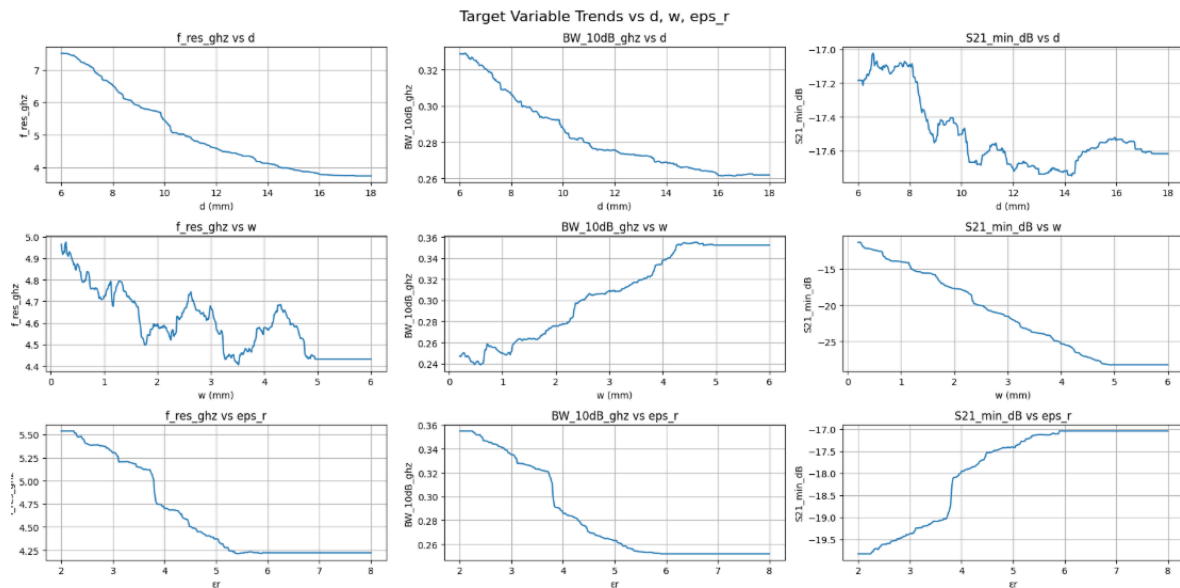 Target Variable Trends vs d, w, eps_r
f_res_ghz vs d
f_res_ghz
7
6
5
4
6 8 10 12 14 16 18
d (mm)
BW_10dB_ghz vs d
BW_10dB_ghz
0.32
0.30
0.28
0.26
6 8 10 12 14 16 18
d (mm)
S21_min_dB vs d
S21_min_dB
−17.0
−17.2
−17.4
−17.6
6 8 10 12 14 16 18
d (mm)
f_res_ghz vs w
f_res_ghz
5.0
4.9
4.8
4.7
4.6
4.5
4.4
0 1 2 3 4 5 6
w (mm)
BW_10dB_ghz vs w
BW_10dB_ghz
0.36
0.34
0.32
0.30
0.28
0.26
0.24
0 1 2 3 4 5 6
w (mm)
S21_min_dB vs w
S21_min_dB
−15
−20
−25
0 1 2 3 4 5 6
w (mm)
f_res_ghz vs eps_r
5.50
5.25
5.00
4.75
4.50
4.25
2 3 4 5 6 7 8
εr
BW_10dB_ghz vs eps_r
BW_10dB_ghz
0.36
0.34
0.32
0.30
0.28
0.26
2 3 4 5 6 7 8
εr
S21_min_dB vs eps_r
S21_min_dB
−17.0
−17.5
−18.0
−18.5
−19.0
−19.5
2 3 4 5 6 7 8
εr